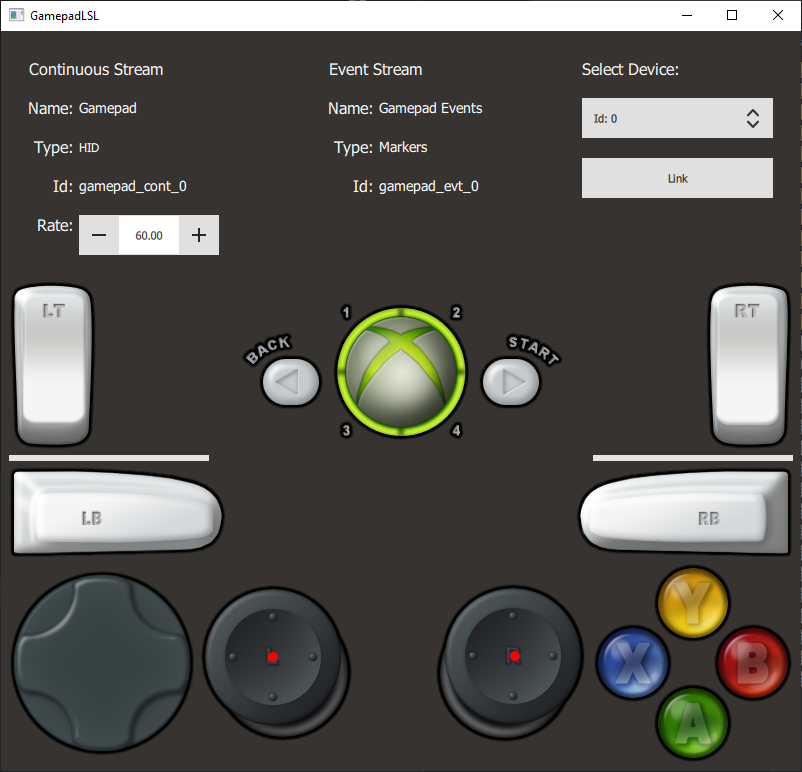 GamepadLSL
Continuous Stream
Name: Gamepad
Type: HID
Id: gamepad_cont_0
Rate: 60.00
Event Stream
Name: Gamepad Events
Type: Markers
Id: gamepad_evt_0
Select Device:
Id: 0
Link
LT
RT
1
2
BACK
START
3
4
LB
RB
L
R
Y
X
B
A